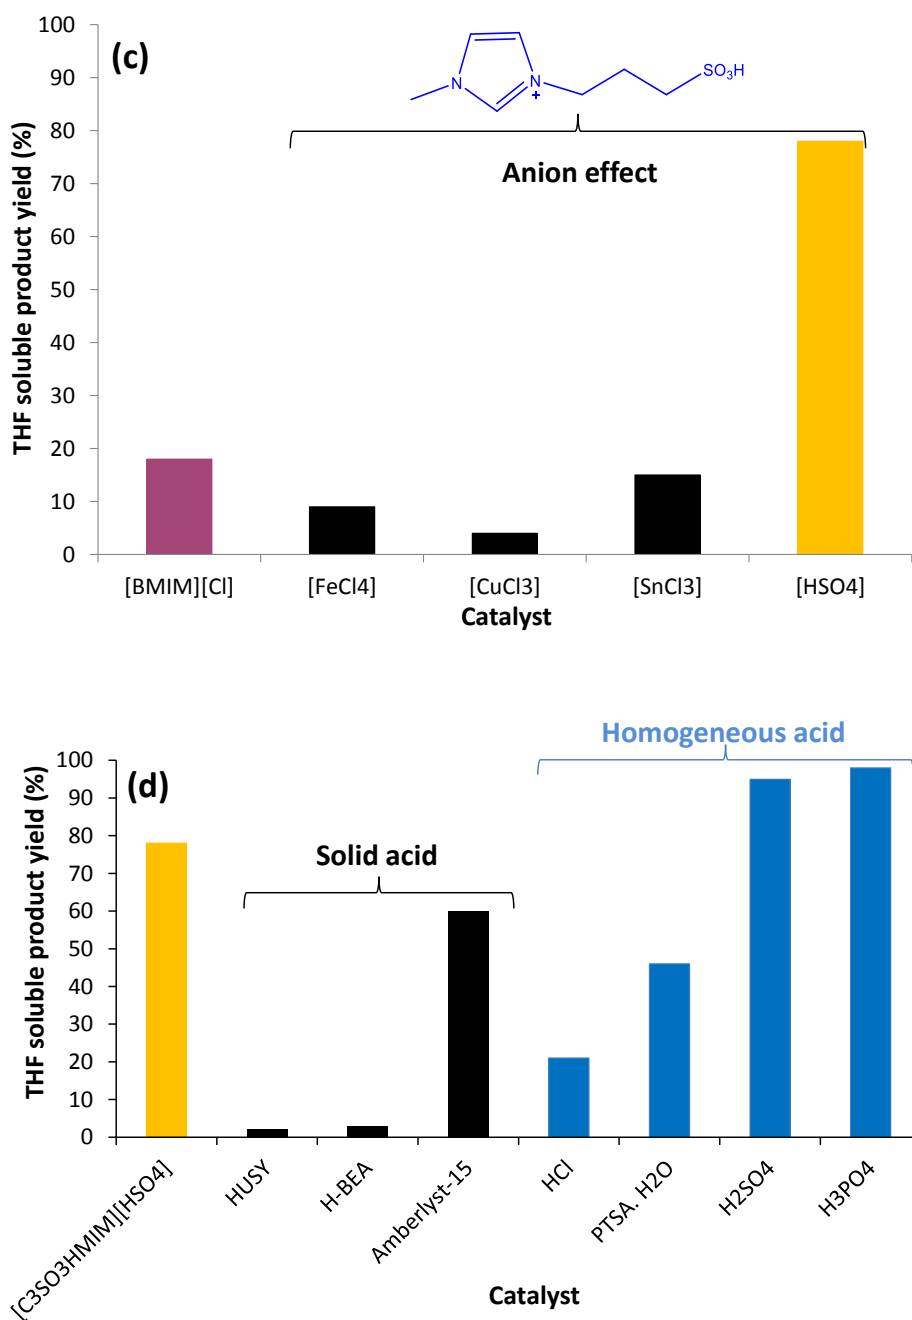 (c)
THF soluble product yield (%)
100
90
80
70
60
50
40
30
20
10
0
N
N
+
SO3H
Anion effect
[BMIM][Cl]
[FeCl4]
[CuCl3]
[SnCl3]
[HSO4]
Catalyst
(d)
Homogeneous acid
Solid acid
THF soluble product yield (%)
100
90
80
70
60
50
40
30
20
10
0
[C3SO3HMIM][HSO4]
HUSY
H-BEA
Amberlyst-15
HCl
PTSA. H2O
H2SO4
H3PO4
Catalyst